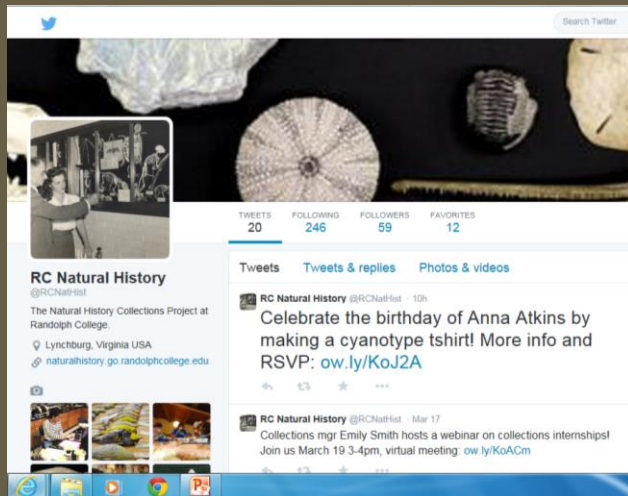 Search Twitter
TWEETS FOLLOWING FOLLOWERS FAVORITES
20 246 59 12
Tweets Tweets & replies Photos & videos
RC Natural History
@RCNatHist
The Natural History Collections Project at
Randolph College.
Lynchburg, Virginia USA
naturalhistory.go.randolphcollege.edu
RC Natural History @RCNatHist · 10h
Celebrate the birthday of Anna Atkins by
making a cyanotype tshirt! More info and
RSVP: ow.ly/KoJ2A
RC Natural History @RCNatHist · Mar 17
Collections mgr Emily Smith hosts a webinar on collections internships!
Join us March 19 3-4pm, virtual meeting: ow.ly/KoACm